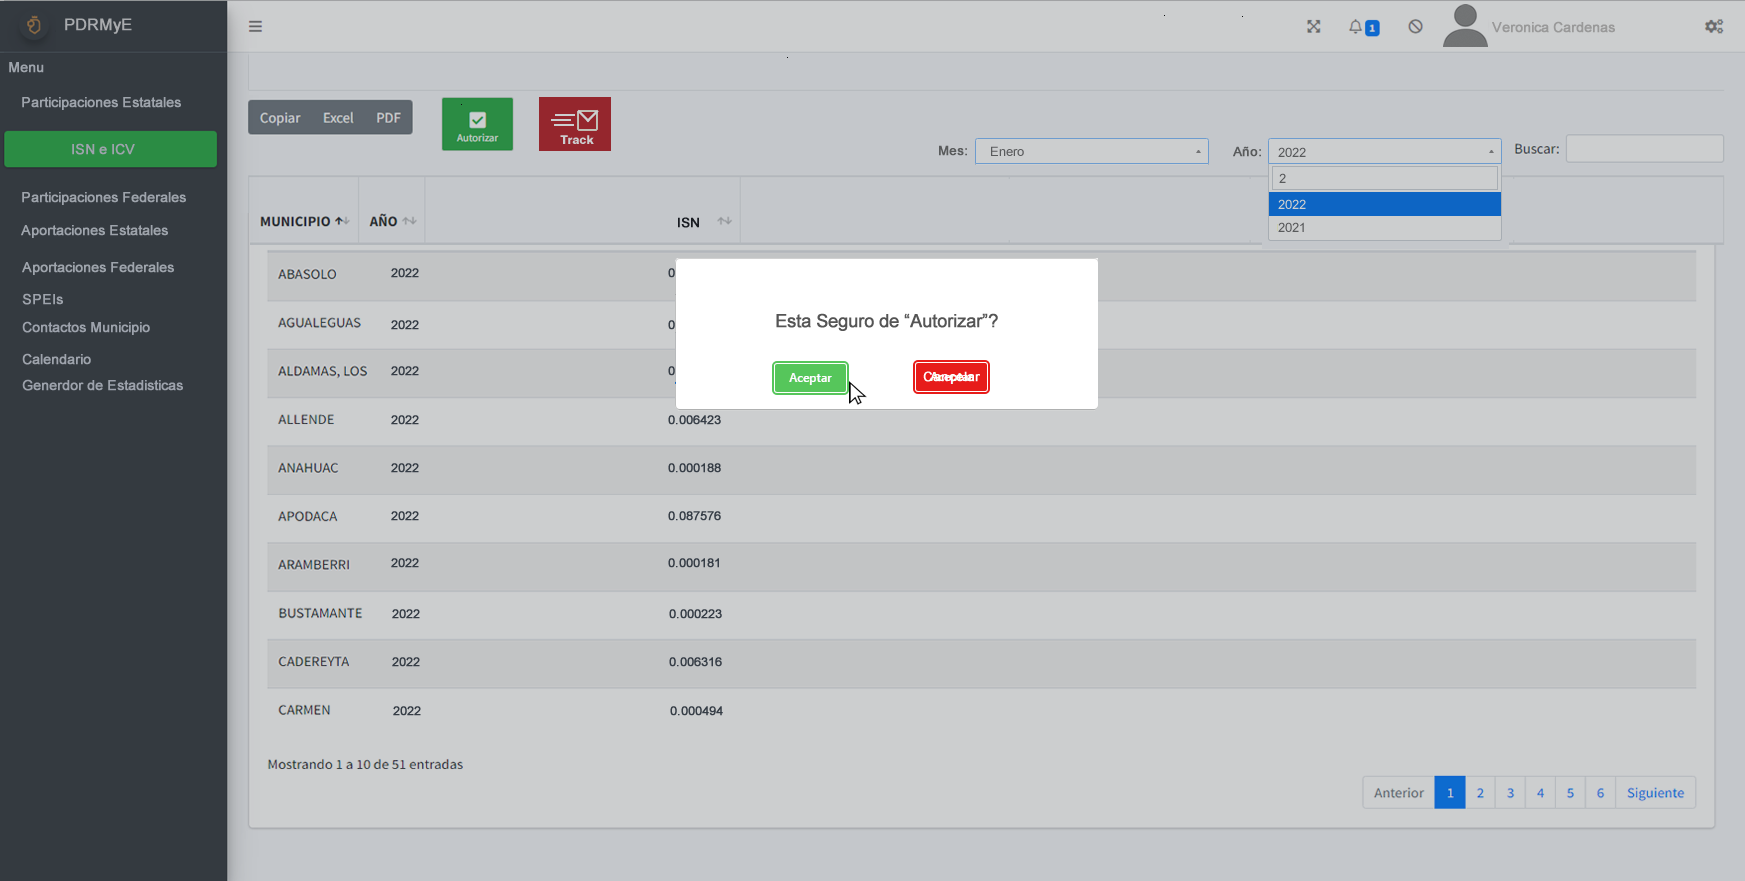 PDRMyE
1
Veronica Cardenas
Menu
Participaciones Estatales
ISN e ICV
Participaciones Federales
Aportaciones Estatales
Aportaciones Federales
SPEIs
Contactos Municipio
Calendario
Generdor de Estadisticas
Copiar Excel PDF
Autorizar
Track
Mes: Enero
Año: 2022
Buscar:
2
2022
2021
MUNICIPIO AÑO ISN
ABASOLO 2022 0
AGUALEGUAS 2022 0
ALDAMAS, LOS 2022 0
Esta Seguro de “Autorizar”?
Aceptar
Cancelar
ALLENDE 2022 0.006423
ANAHUAC 2022 0.000188
APODACA 2022 0.087576
ARAMBERRI 2022 0.000181
BUSTAMANTE 2022 0.000223
CADEREYTA 2022 0.006316
CARMEN 2022 0.000494
Mostrando 1 a 10 de 51 entradas
Anterior 1 2 3 4 5 6 Siguiente